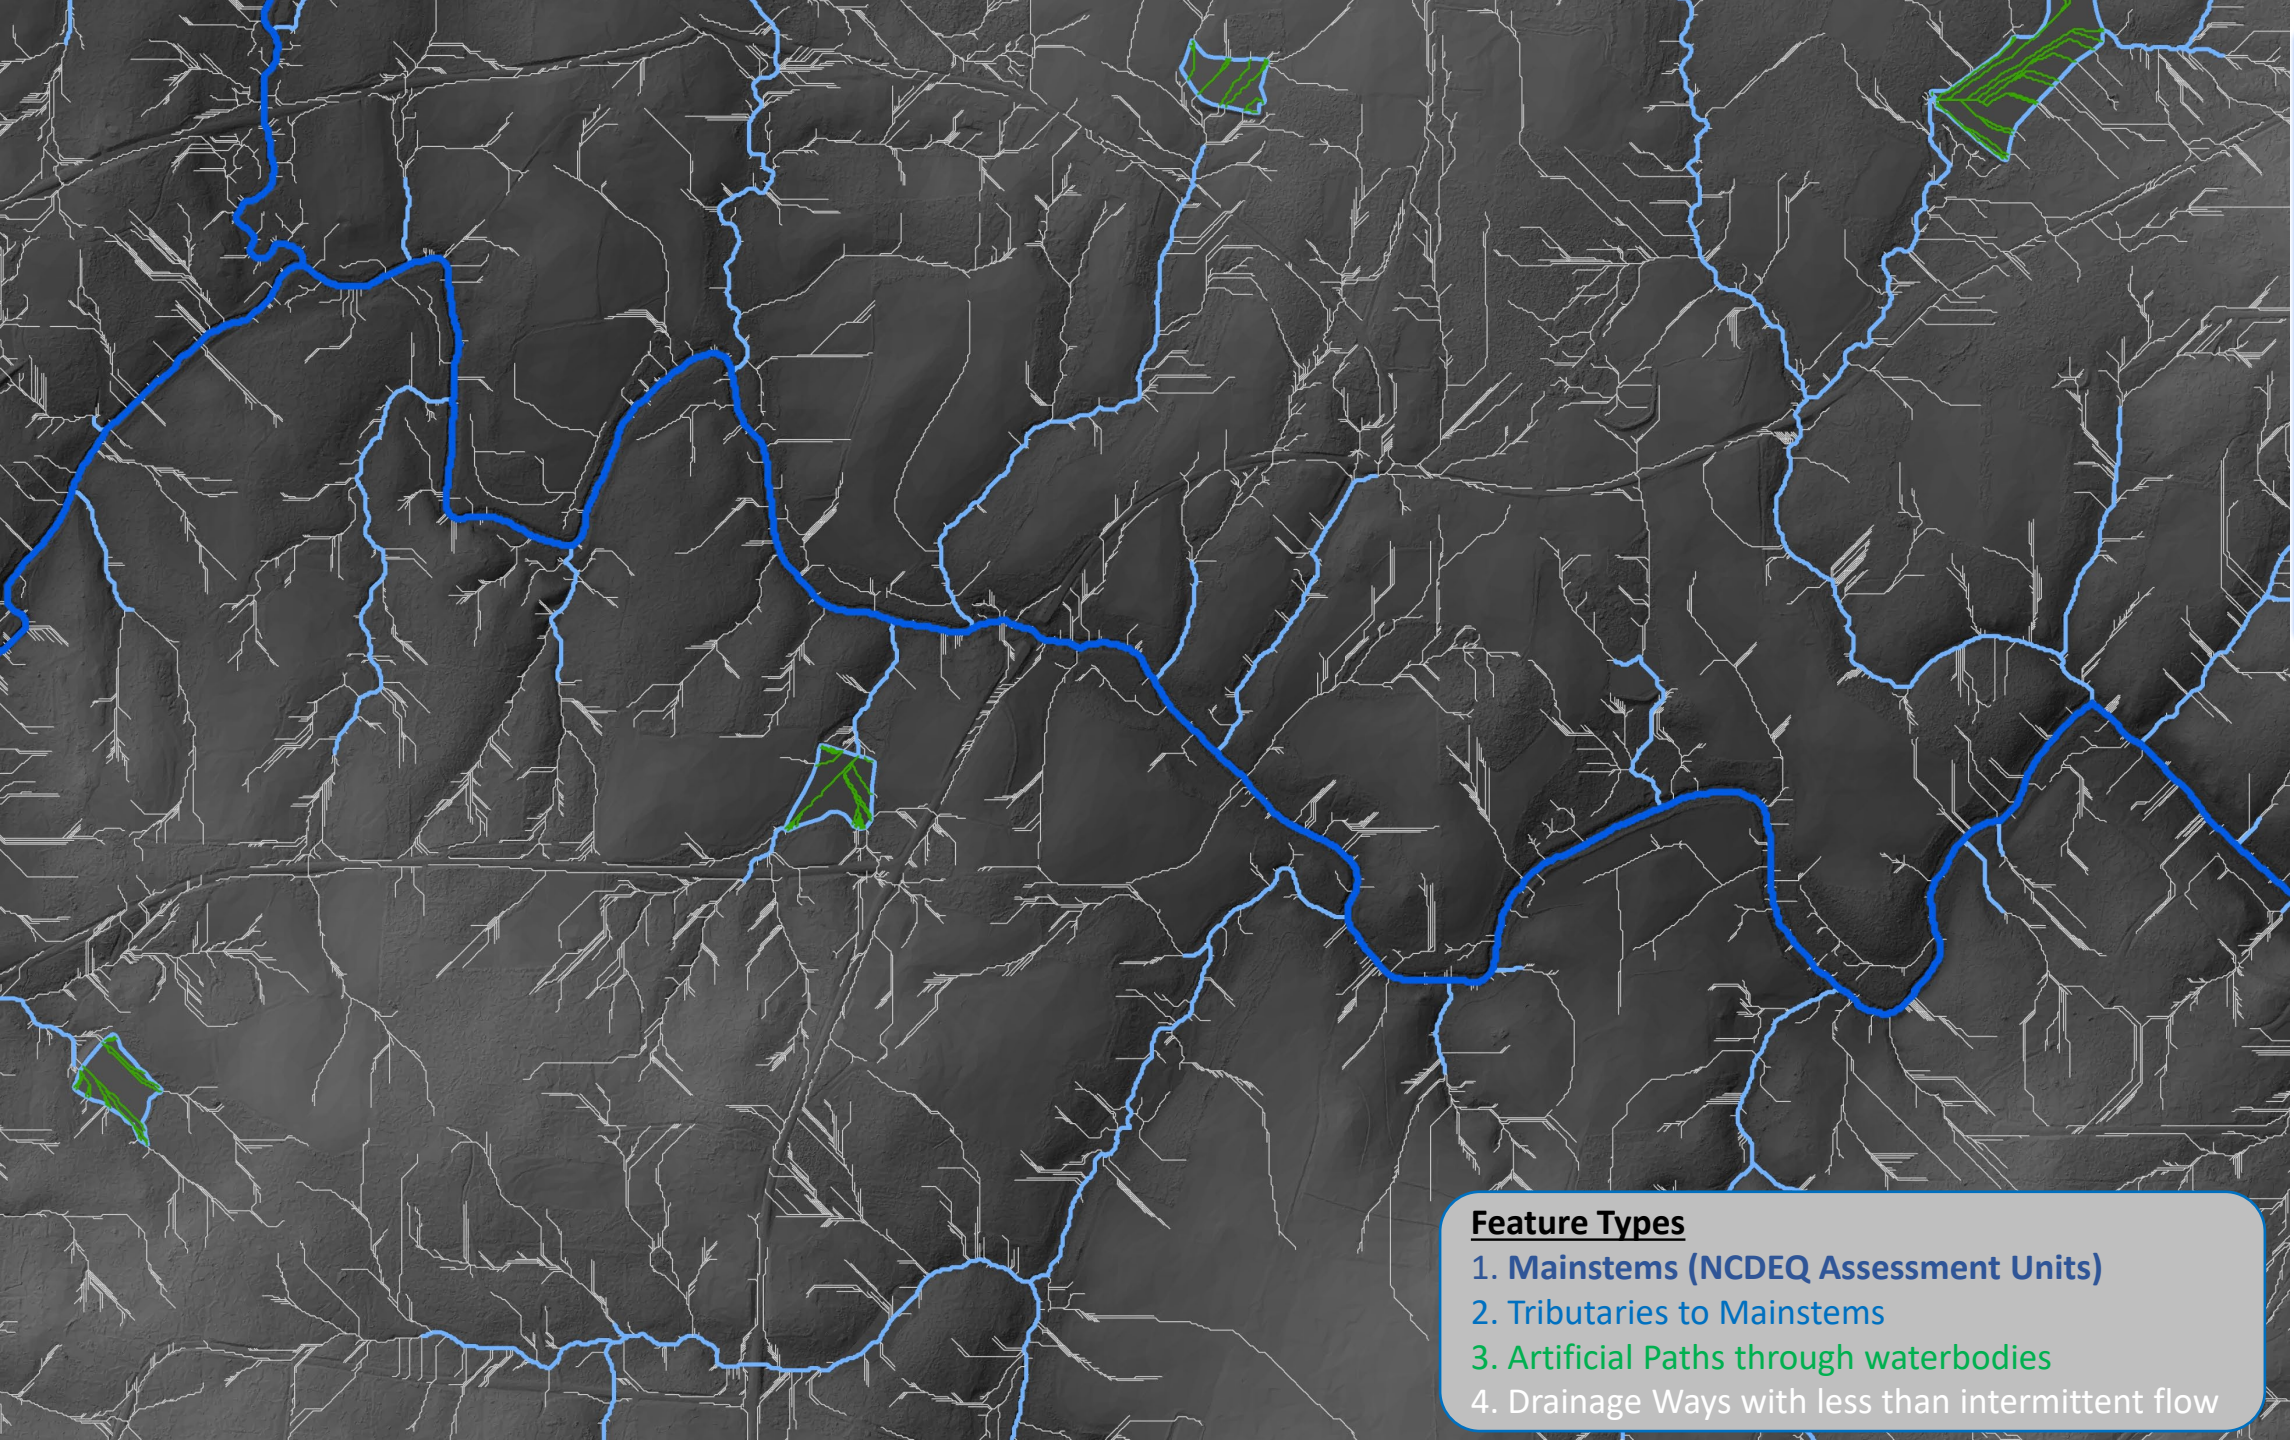 Feature Types
1. Mainstems (NCDEQ Assessment Units)
2. Tributaries to Mainstems
3. Artificial Paths through waterbodies
4. Drainage Ways with less than intermittent flow